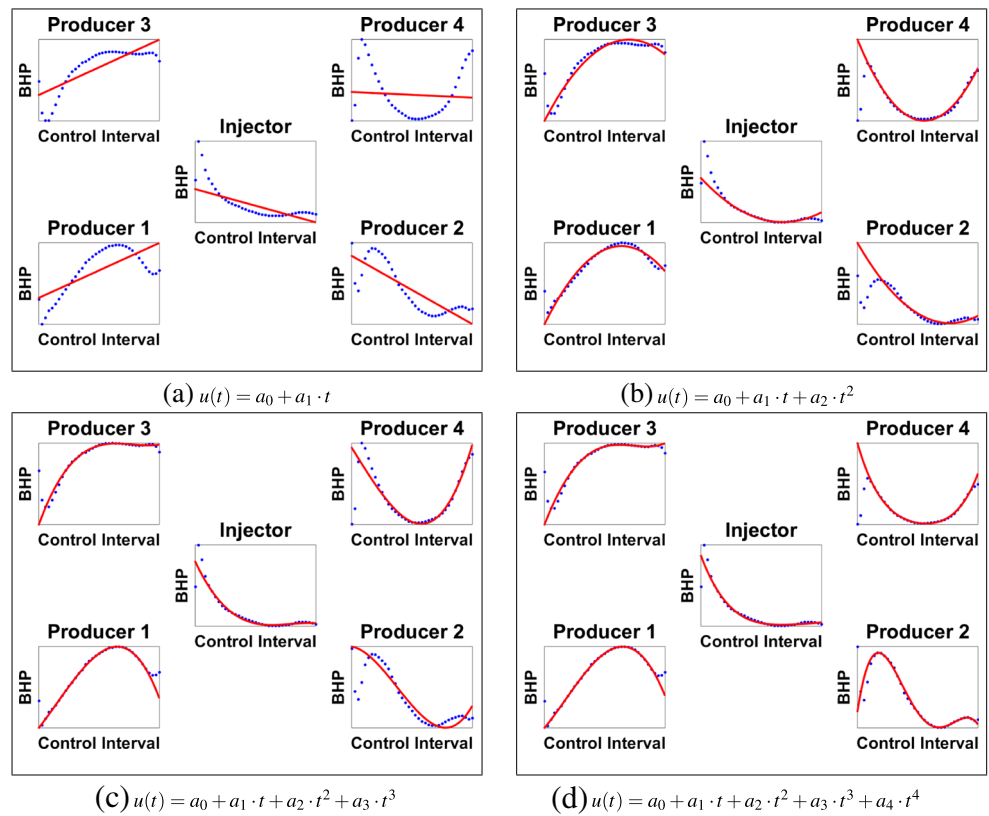 Producer 3
BHP
Control Interval
Producer 4
BHP
Control Interval
Injector
BHP
Control Interval
Producer 1
BHP
Control Interval
Producer 2
BHP
Control Interval
(a) u(t) = a₀ + a₁ · t
Producer 3
BHP
Control Interval
Producer 4
BHP
Control Interval
Injector
BHP
Control Interval
Producer 1
BHP
Control Interval
Producer 2
BHP
Control Interval
(b) u(t) = a₀ + a₁ · t + a₂ · t²
Producer 3
BHP
Control Interval
Producer 4
BHP
Control Interval
Injector
BHP
Control Interval
Producer 1
BHP
Control Interval
Producer 2
BHP
Control Interval
(c) u(t) = a₀ + a₁ · t + a₂ · t² + a₃ · t³
Producer 3
BHP
Control Interval
Producer 4
BHP
Control Interval
Injector
BHP
Control Interval
Producer 1
BHP
Control Interval
Producer 2
BHP
Control Interval
(d) u(t) = a₀ + a₁ · t + a₂ · t² + a₃ · t³ + a₄ · t⁴